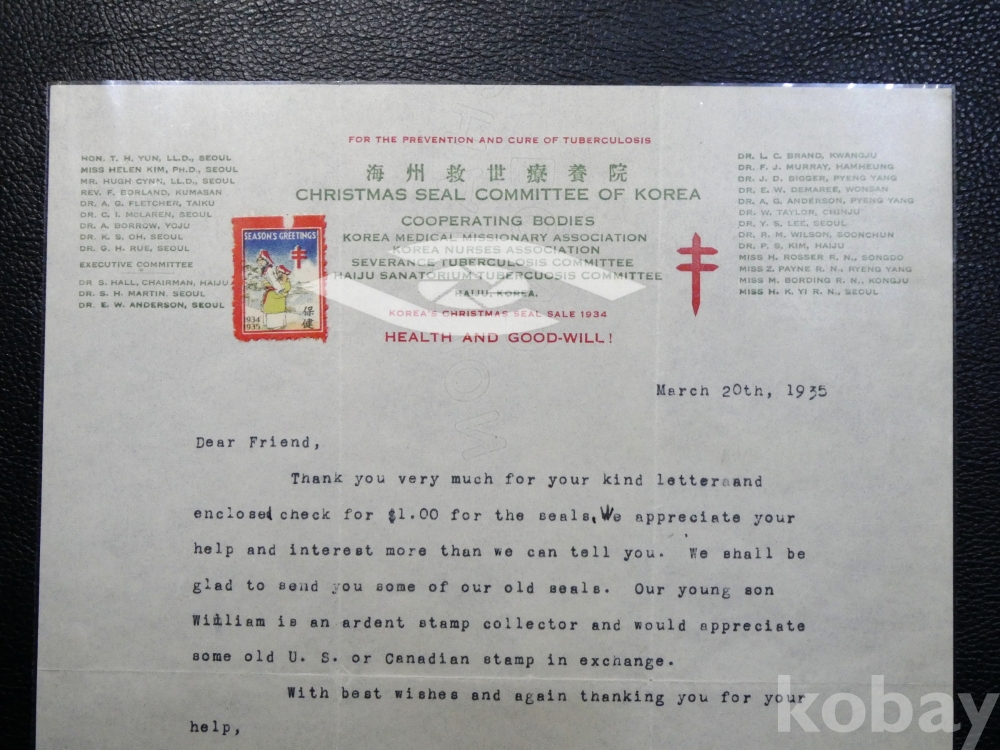 FOR THE PREVENTION AND CURE OF TUBERCULOSIS
海州救世療養院
CHRISTMAS SEAL COMMITTEE OF KOREA
COOPERATING BODIES
KOREA MEDICAL MISSIONARY ASSOCIATION
KOREA NURSES ASSOCIATION
SEVERANCE TUBERCULOSIS COMMITTEE
HAIJU SANATORIUM TUBERCUOSIS COMMITTEE
HAIJU, KOREA.
KOREA'S CHRISTMAS SEAL SALE 1934
HEALTH AND GOOD-WILL!
HON. T. H. YUN, LL.D., SEOUL
MISS HELEN KIM, PH.D., SEOUL
MR. HUGH CYNN, LL.D., SEOUL
REV. F. BORLAND, KUMASAN
DR. A. G. FLETCHER, TAIKU
DR. C. I. McLAREN, SEOUL
DR. A. BORROW, YOJU
DR. K. S. OH, SEOUL
DR. G. H. RUE, SEOUL
EXECUTIVE COMMITTEE
DR S. HALL, CHAIRMAN, HAIJU
DR. S. H. MARTIN, SEOUL
DR. E. W. ANDERSON, SEOUL
SEASON'S GREETINGS
1934
1935
保健
DR. L. C. BRAND, KWANGJU
DR. F. J. MURRAY, HAMHEUNG
DR. J. D. BIGGER, PYENG YANG
DR. E. W. DEMAREE, WONSAN
DR. A. G. ANDERSON, PYENG YANG
DR. W. TAYLOR, CHINJU
DR. Y. S. LEE, SEOUL
DR. R. M. WILSON, SOONCHUN
DR. P. S. KIM, HAIJU
MISS H. ROSSER R. N., SONGDO
MISS Z. PAYNE R. N., RYENG YANG
MISS M. BORDING R. N., KONGJU
MISS H. K. YI R. N., SEOUL
March 20th, 1935
Dear Friend,
Thank you very much for your kind letter and
enclosed check for $1.00 for the seals. We appreciate your
help and interest more than we can tell you. We shall be
glad to send you some of our old seals. Our young son
William is an ardent stamp collector and would appreciate
some old U. S. or Canadian stamp in exchange.
With best wishes and again thanking you for your
help,
kobay